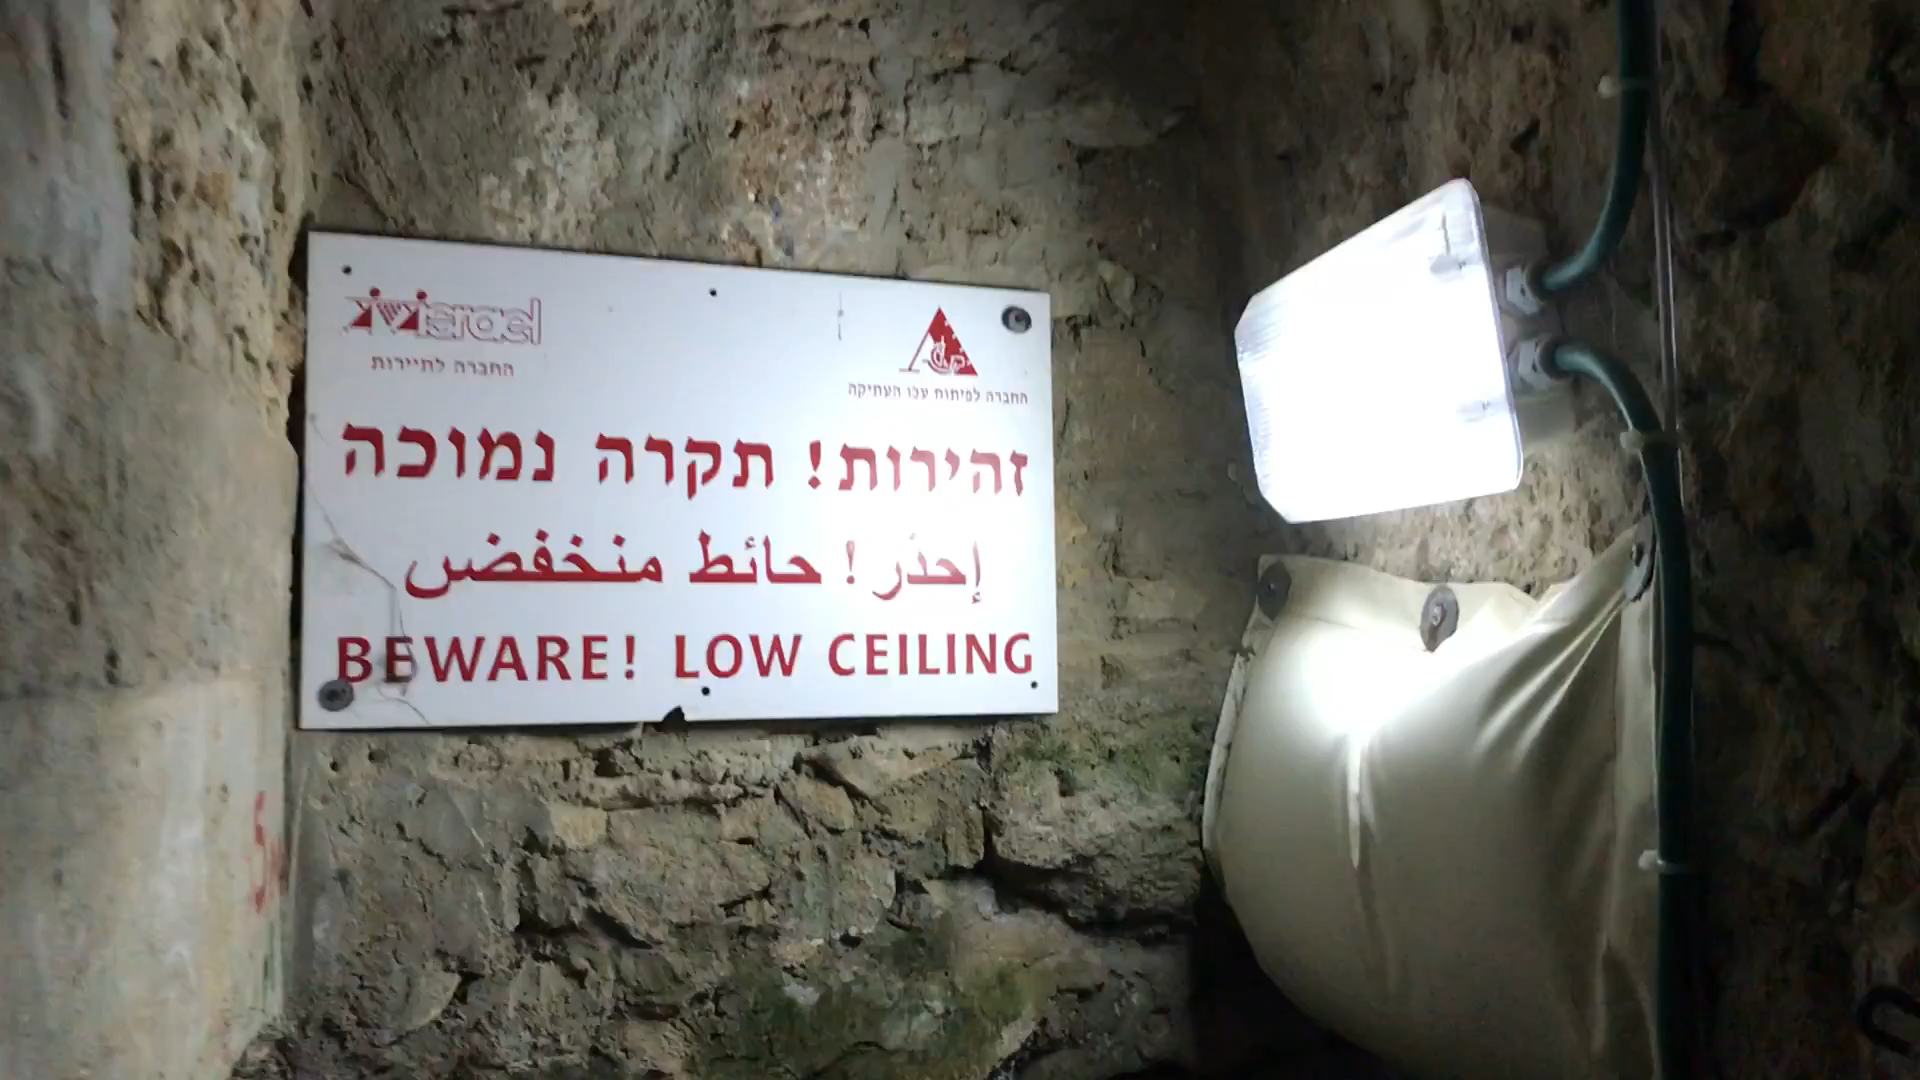 israel
החברה לתיירות
החברה לפיתוח עכו העתיקה
זהירות! תקרה נמוכה
إحذر! حائط منخفض
BEWARE! LOW CEILING